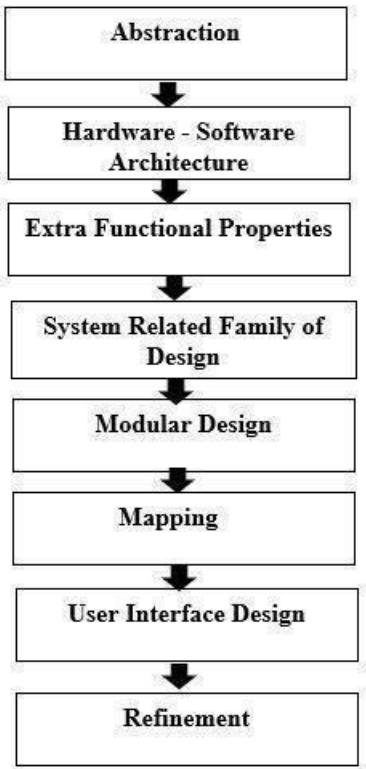 Abstraction
Hardware - Software
Architecture
Extra Functional Properties
System Related Family of
Design
Modular Design
Mapping
User Interface Design
Refinement